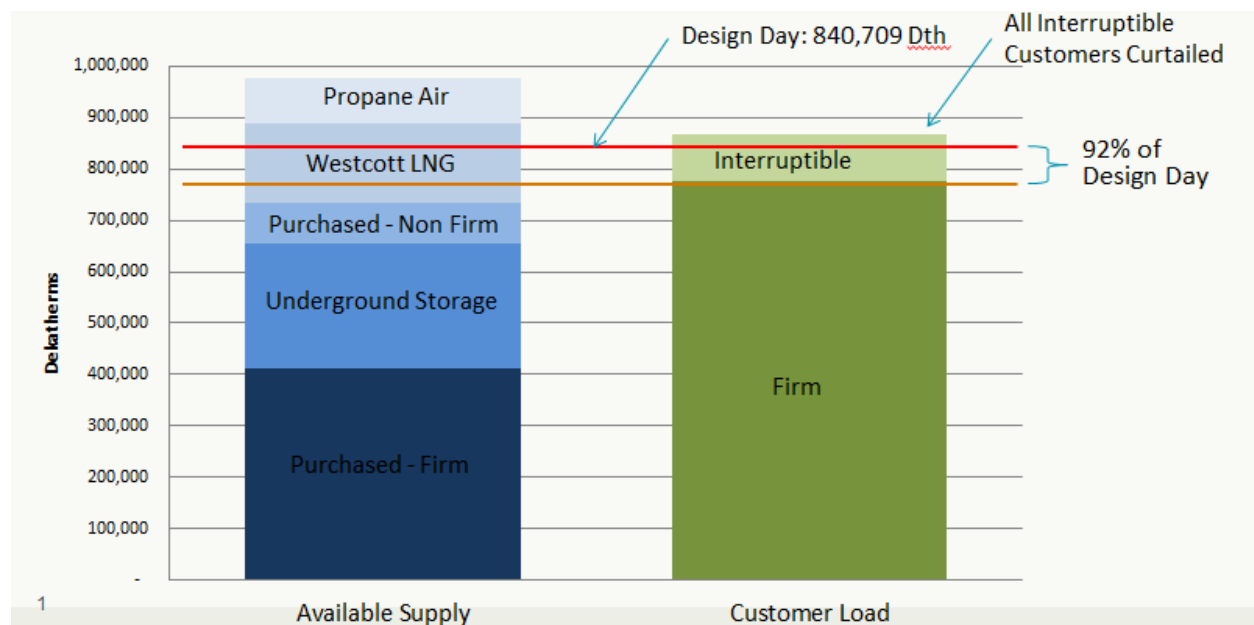 Design Day: 840,709 Dth
All Interruptible
Customers Curtailed
1,000,000
900,000
800,000
700,000
600,000
500,000
400,000
300,000
200,000
100,000
-
Dekatherms
Propane Air
Westcott LNG
Purchased - Non Firm
Underground Storage
Purchased - Firm
Interruptible
Firm
92% of
Design Day
Available Supply
Customer Load
1